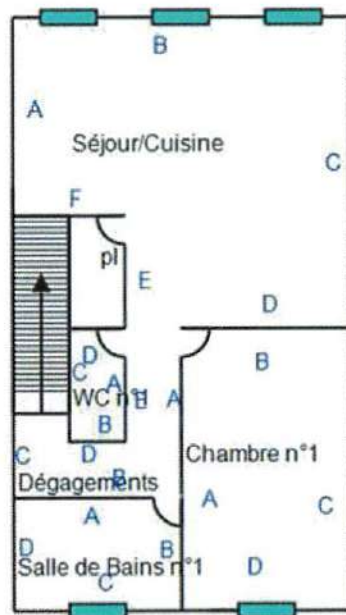 B
A
Séjour/Cuisine
C
F
pl
E
D
D
B
C
A
WC n°1
B
A
B
C
D
Chambre n°1
B
Dégagements
A
C
A
D
B
Salle de Bains n°1
D
C